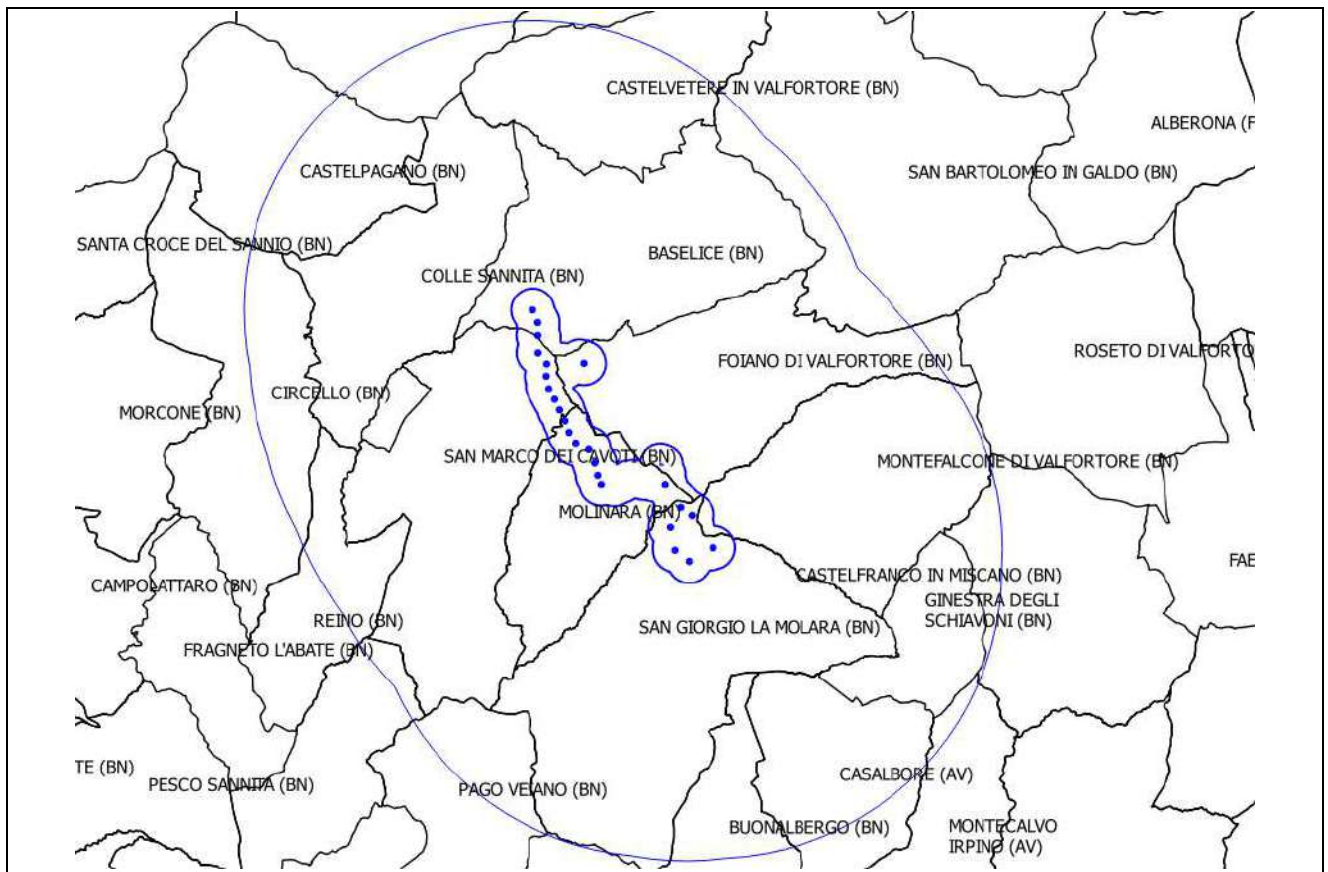 CASTELVETERE IN VALFORTORE (BN)
ALBERONA (F
CASTELPAGANO (BN)
SAN BARTOLOMEO IN GALDO (BN)
SANTA CROCE DEL SANNIO (BN)
BASELICE (BN)
COLLE SANNITA (BN)
ROSETO DI VALFORTO
FOIANO DI VALFORTORE (BN)
CIRCELLO (BN)
MORCONE (BN)
SAN MARCO DEI CAVOTI (BN)
MONTEFALCONE DI VALFORTORE (BN)
MOLINARA (BN)
FAE
CAMPOLATTARO (BN)
CASTELFRANCO IN MISCANO (BN)
GINESTRA DEGLI
SCHIAVONI (BN)
REINO (BN)
SAN GIORGIO LA MOLARA (BN)
FRAGNETO L'ABATE (BN)
TE (BN)
PESCO SANNITA (BN)
CASALBORE (AV)
PAGO VEIANO (BN)
BUONALBERGO (BN)
MONTECALVO
IRPINO (AV)